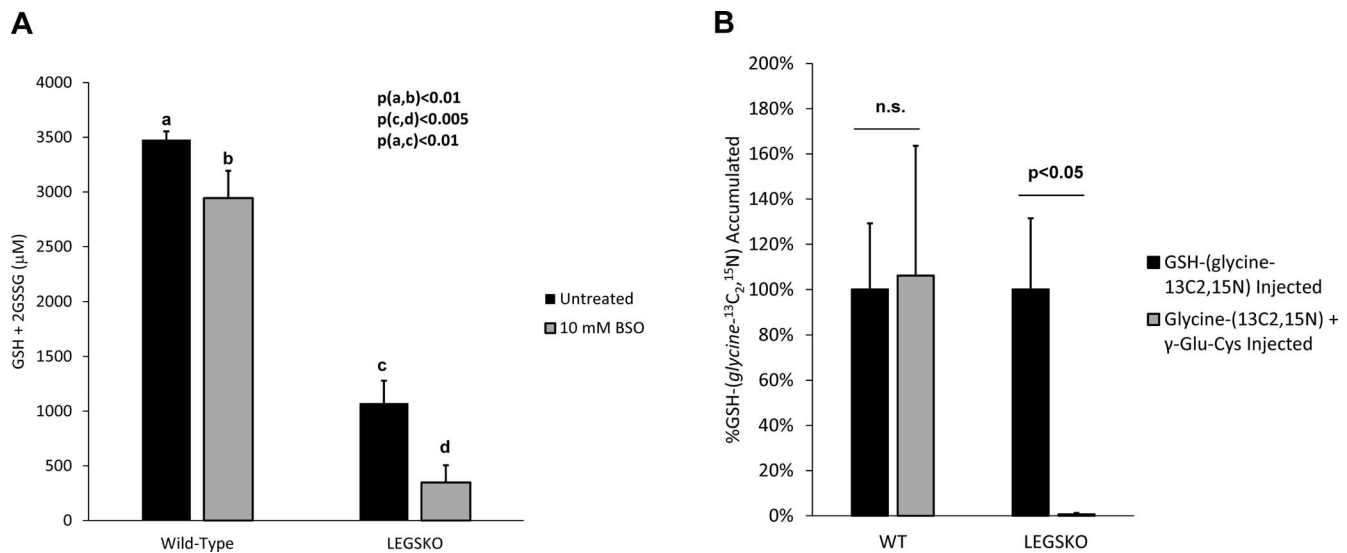 A
GSH + 2GSSG (µM)
4000
3500
3000
2500
2000
1500
1000
500
0
a
b
c
d
p(a,b)<0.01
p(c,d)<0.005
p(a,c)<0.01
Untreated
10 mM BSO
Wild-Type
LEGSKO
B
%GSH-(glycine-¹³C₂,¹⁵N) Accumulated
200%
180%
160%
140%
120%
100%
80%
60%
40%
20%
0%
n.s.
p<0.05
GSH-(glycine-
13C2,15N) Injected
Glycine-(13C2,15N) +
γ-Glu-Cys Injected
WT
LEGSKO